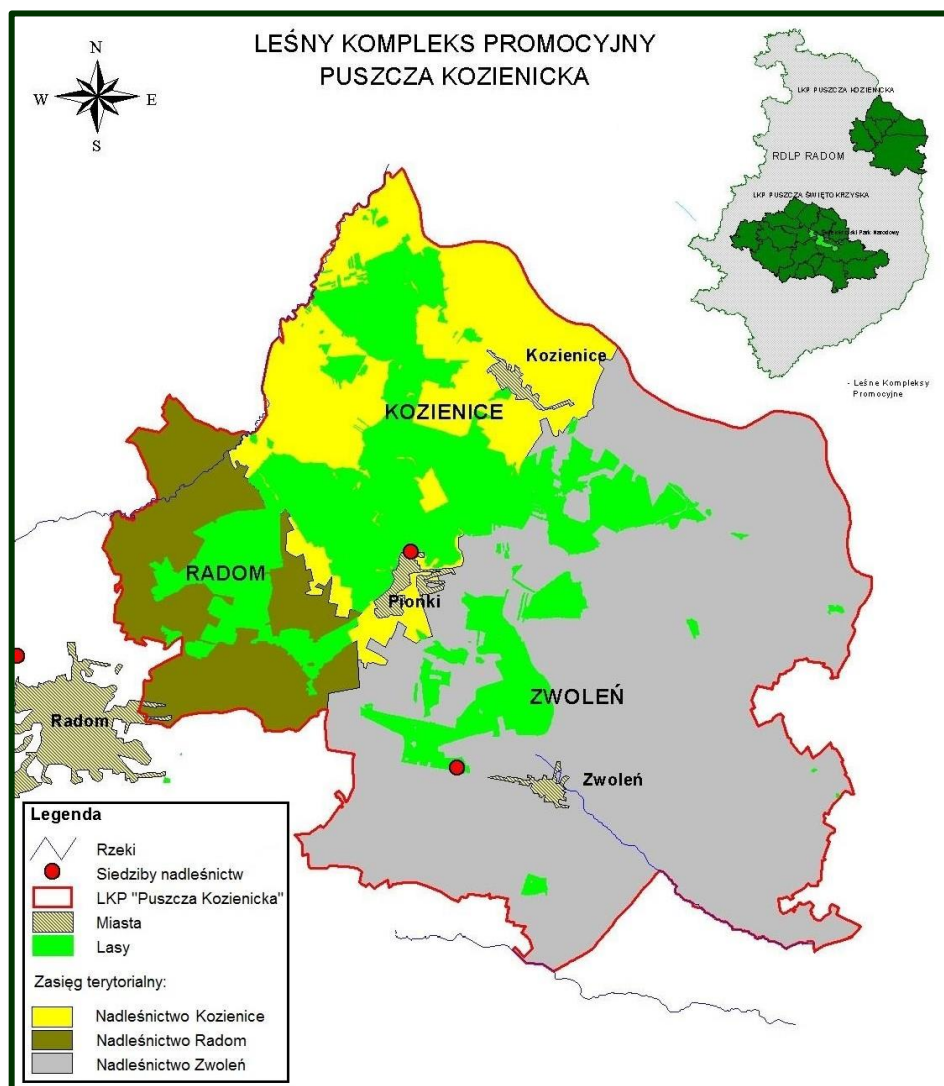 LEŚNY KOMPLEKS PROMOCYJNY
PUSZCZA KOZIENICKA
N
W
E
S
LKP PUSZCZA KOZIENICKA
RDLP RADOM
LKP PUSZCZA ŚWIĘTOKRZYSKA
Park Narodowy
- Leśne Kompleksy
Promocyjne
Kozienice
KOZIENICE
RADOM
Pionki
ZWOLEŃ
Radom
Zwoleń
Legenda
Rzeki
Siedziby nadleśnictw
LKP "Puszcza Kozienicka"
Miasta
Lasy
Zasięg terytorialny:
Nadleśnictwo Kozienice
Nadleśnictwo Radom
Nadleśnictwo Zwoleń